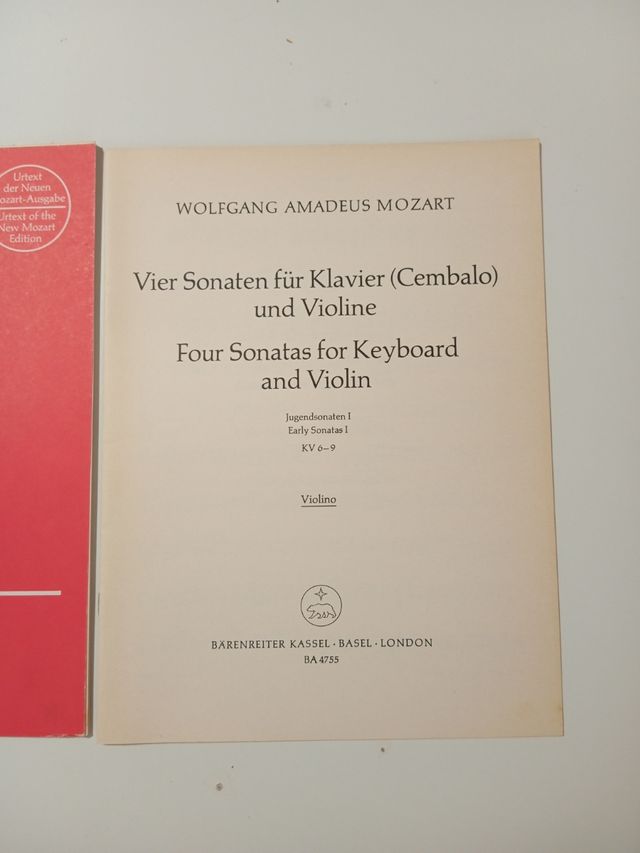 Urtext
der Neuen
ozart-Ausgabe
Urtext of the
New Mozart
Edition
WOLFGANG AMADEUS MOZART
Vier Sonaten für Klavier (Cembalo)
und Violine
Four Sonatas for Keyboard
and Violin
Jugendsonaten I
Early Sonatas I
KV 6–9
Violino
BÄRENREITER KASSEL · BASEL · LONDON
BA 4755